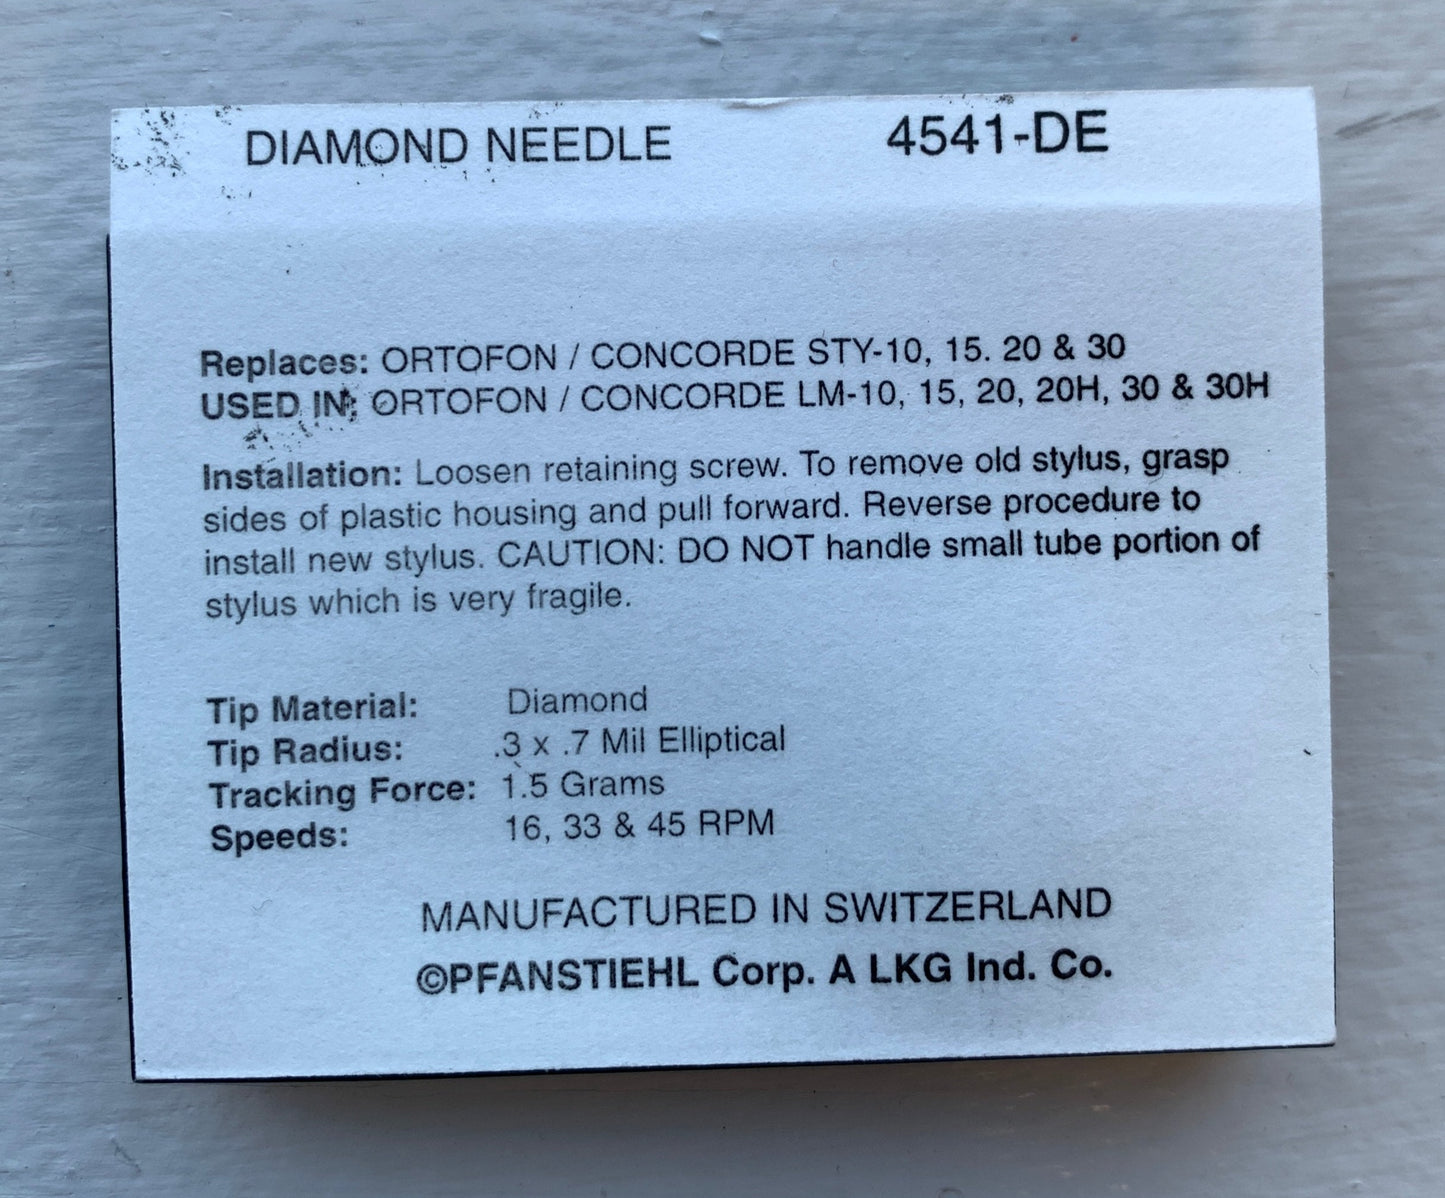 DIAMOND NEEDLE 4541-DE
Replaces: ORTOFON / CONCORDE STY-10, 15. 20 & 30
USED IN: ORTOFON / CONCORDE LM-10, 15, 20, 20H, 30 & 30H
Installation: Loosen retaining screw. To remove old stylus, grasp
sides of plastic housing and pull forward. Reverse procedure to
install new stylus. CAUTION: DO NOT handle small tube portion of
stylus which is very fragile.
Tip Material: Diamond
Tip Radius: .3 x .7 Mil Elliptical
Tracking Force: 1.5 Grams
Speeds: 16, 33 & 45 RPM
MANUFACTURED IN SWITZERLAND
©PFANSTIEHL Corp. A LKG Ind. Co.